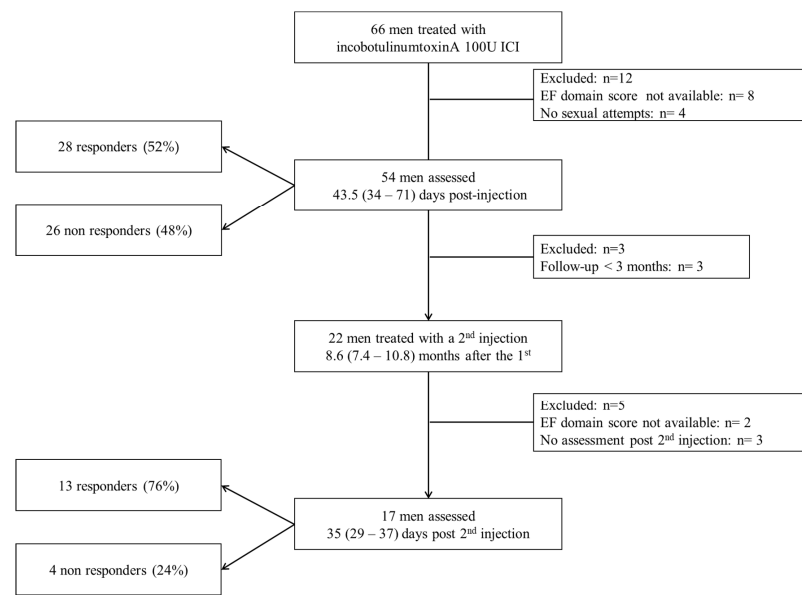 66 men treated with
incobotulinumtoxinA 100U ICI
Excluded: n=12
EF domain score not available: n= 8
No sexual attempts: n= 4
28 responders (52%)
54 men assessed
43.5 (34 – 71) days post-injection
26 non responders (48%)
Excluded: n=3
Follow-up < 3 months: n= 3
22 men treated with a 2nd injection
8.6 (7.4 – 10.8) months after the 1st
Excluded: n=5
EF domain score not available: n= 2
No assessment post 2nd injection: n= 3
13 responders (76%)
17 men assessed
35 (29 – 37) days post 2nd injection
4 non responders (24%)